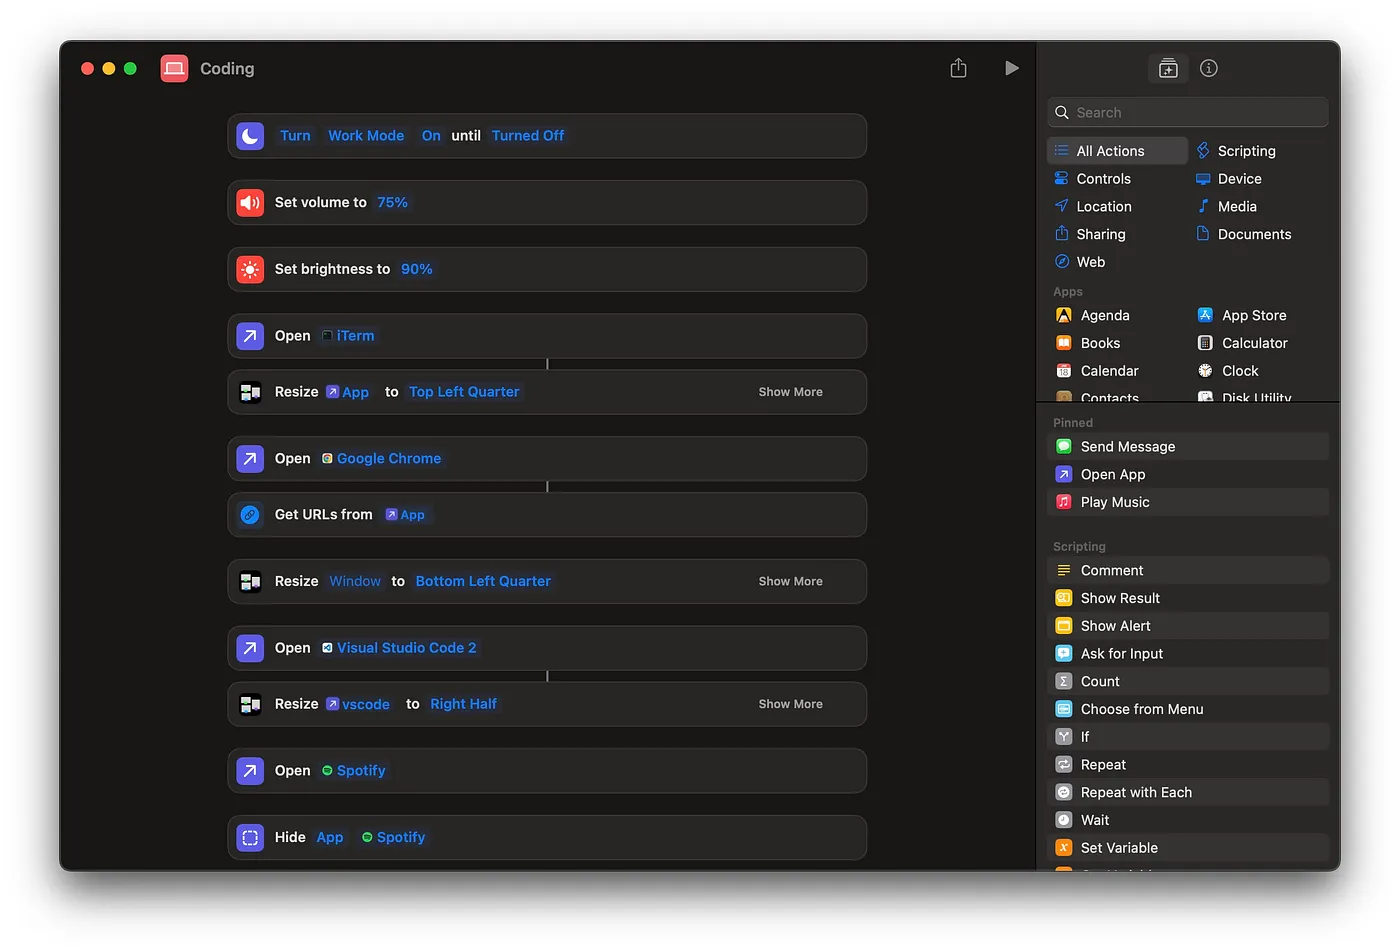 Coding
Turn Work Mode On until Turned Off
Set volume to 75%
Set brightness to 90%
Open iTerm
Resize App to Top Left Quarter Show More
Open Google Chrome
Get URLs from App
Resize Window to Bottom Left Quarter Show More
Open Visual Studio Code 2
Resize vscode to Right Half Show More
Open Spotify
Hide App Spotify
Search
All Actions Scripting
Controls Device
Location Media
Sharing Documents
Web
Apps
Agenda App Store
Books Calculator
Calendar Clock
Contacts Disk Utility
Pinned
Send Message
Open App
Play Music
Scripting
Comment
Show Result
Show Alert
Ask for Input
Count
Choose from Menu
If
Repeat
Repeat with Each
Wait
Set Variable